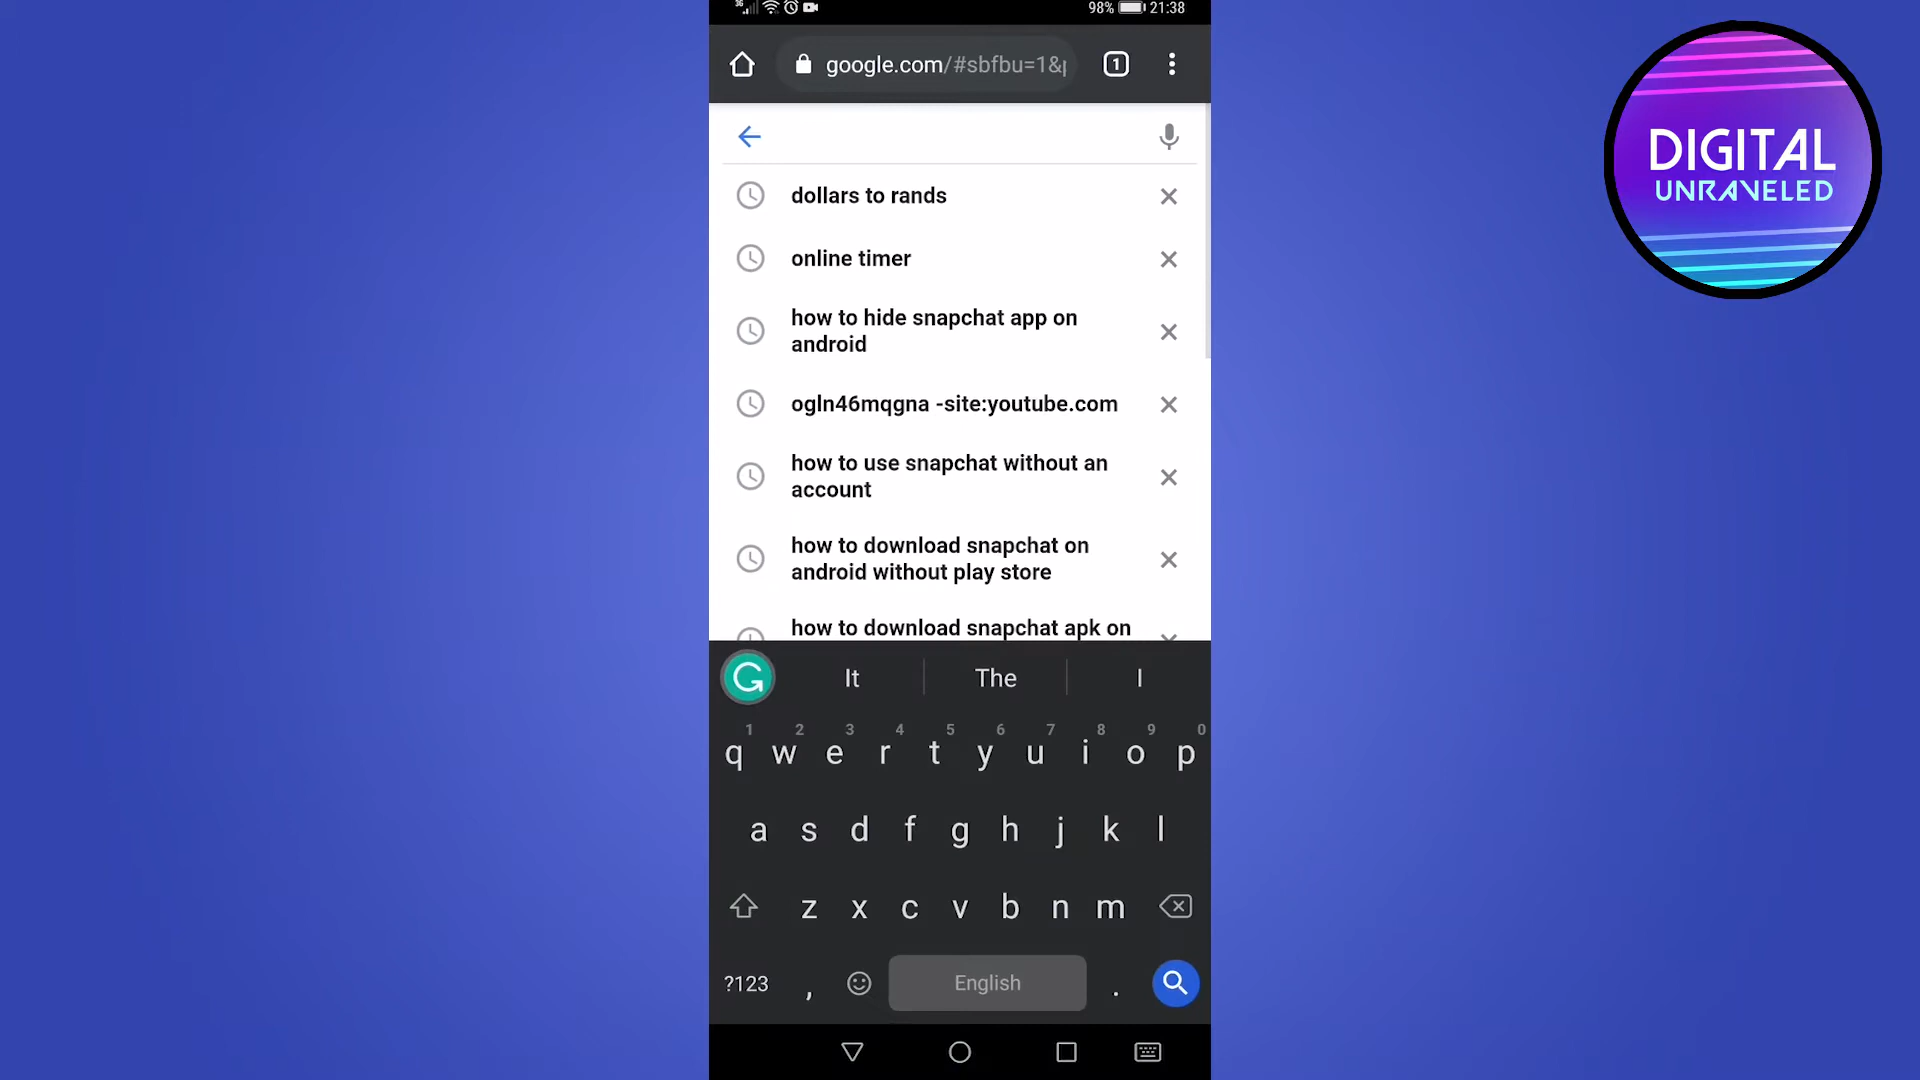 3G
98% 21:38
google.com/#sbfbu=1&p
1
DIGITAL
UNRAVELED
dollars to rands
online timer
how to hide snapchat app on
android
ogln46mqgna -site:youtube.com
how to use snapchat without an
account
how to download snapchat on
android without play store
how to download snapchat apk on
It The I
1 2 3 4 5 6 7 8 9 0
q w e r t y u i o p
a s d f g h j k l
z x c v b n m
?123 , English .